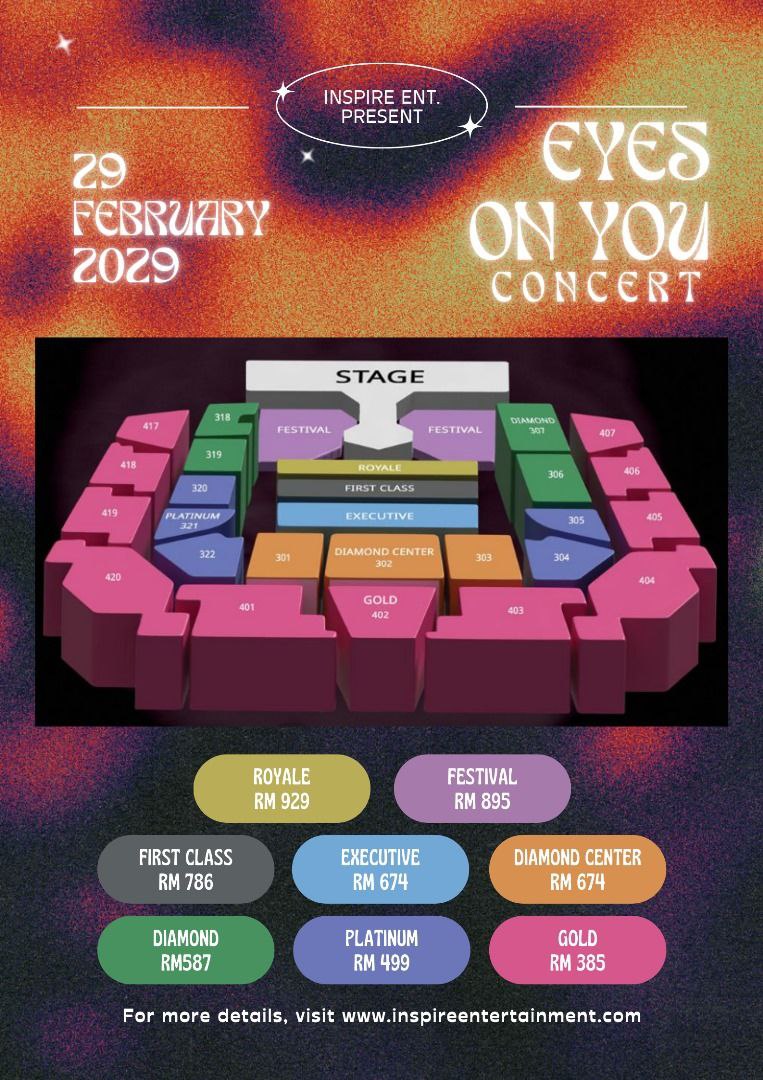 INSPIRE ENT.
PRESENT
29
FEBRUARY
2029
EYES
ON YOU
CONCERT
STAGE
FESTIVAL
FESTIVAL
ROYALE
FIRST CLASS
EXECUTIVE
417
318
DIAMOND
307
407
418
319
306
406
419
320
PLATINUM
321
305
405
322
301
DIAMOND CENTER
302
303
304
420
401
GOLD
402
403
404
ROYALE
RM 929
FESTIVAL
RM 895
FIRST CLASS
RM 786
EXECUTIVE
RM 674
DIAMOND CENTER
RM 674
DIAMOND
RM587
PLATINUM
RM 499
GOLD
RM 385
For more details, visit www.inspireentertainment.com